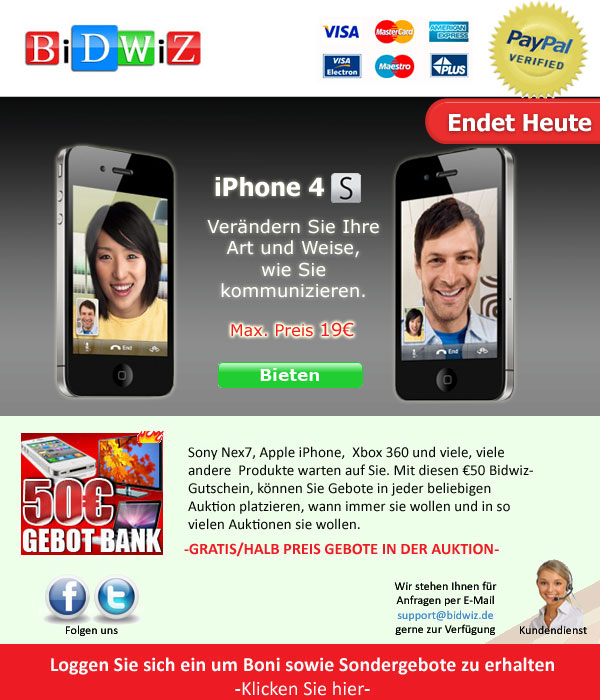 BiDWiZ
VISA MasterCard AMERICAN EXPRESS
VISA Electron Maestro PLUS
PayPal
VERIFIED
Endet Heute
iPhone 4 S
Verändern Sie Ihre
Art und Weise,
wie Sie
kommunizieren.
Max. Preis 19€
Bieten
End
End
50€
GEBOT BANK
Sony Nex7, Apple iPhone, Xbox 360 und viele, viele
andere Produkte warten auf Sie. Mit diesen €50 Bidwiz-
Gutschein, können Sie Gebote in jeder beliebigen
Auktion platzieren, wann immer sie wollen und in so
vielen Auktionen sie wollen.
-GRATIS/HALB PREIS GEBOTE IN DER AUKTION-
Folgen uns
Wir stehen Ihnen für
Anfragen per E-Mail
support@bidwiz.de
gerne zur Verfügung
Kundendienst
Loggen Sie sich ein um Boni sowie Sondergebote zu erhalten
-Klicken Sie hier-